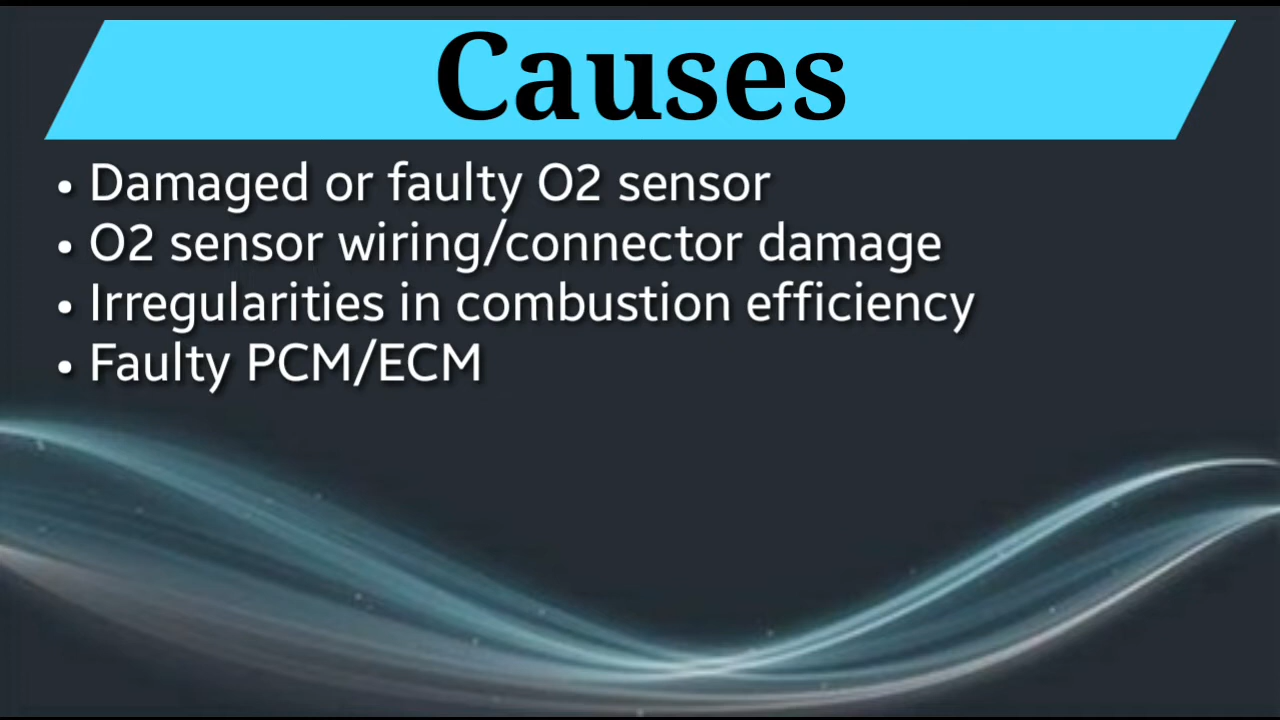 Causes
• Damaged or faulty O2 sensor
• O2 sensor wiring/connector damage
• Irregularities in combustion efficiency
• Faulty PCM/ECM